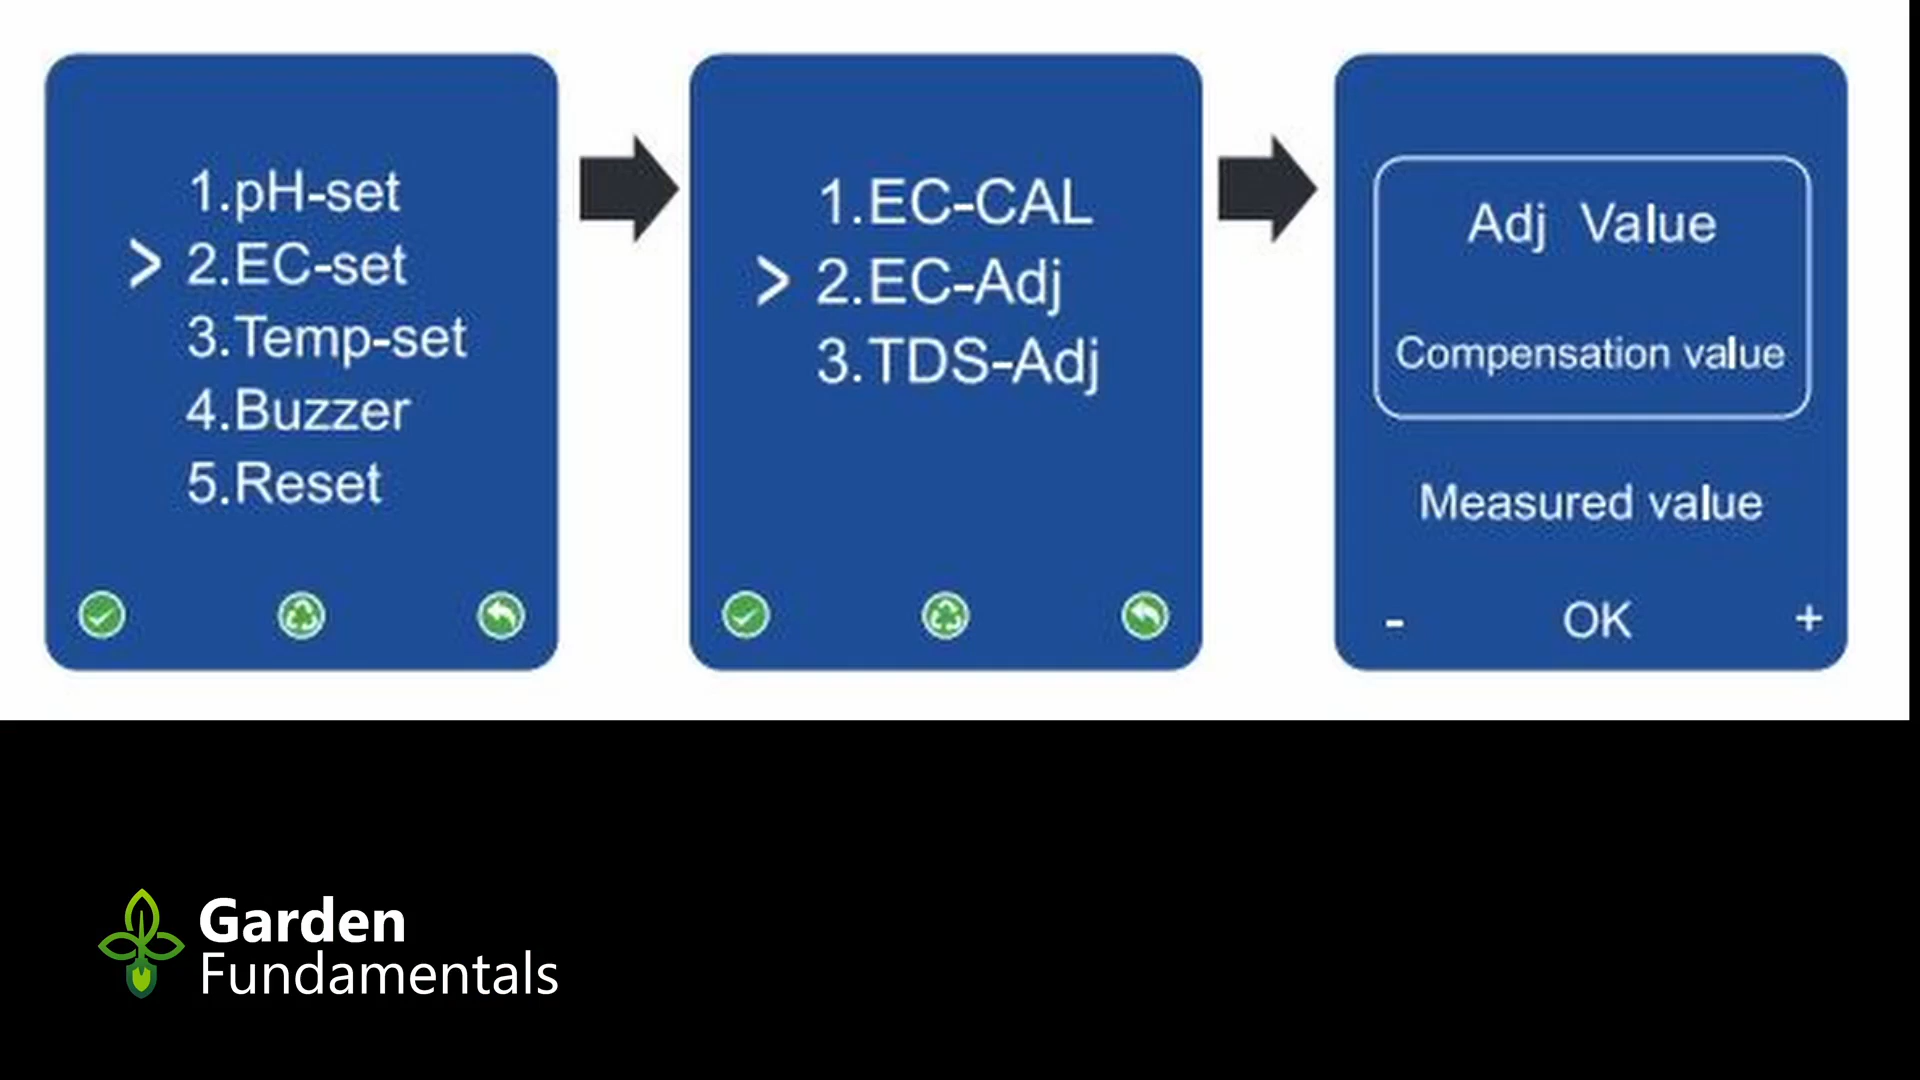 1.pH-set
> 2.EC-set
3.Temp-set
4.Buzzer
5.Reset
1.EC-CAL
> 2.EC-Adj
3.TDS-Adj
Adj Value
Compensation value
Measured value
- OK +
Garden
Fundamentals